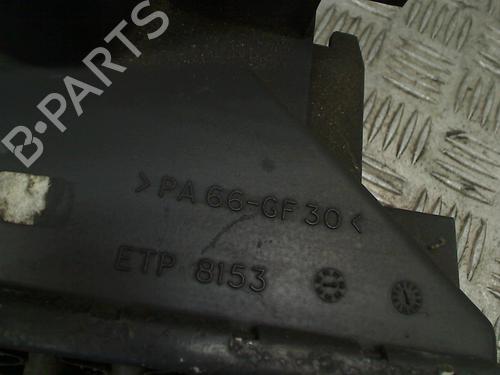 B-PARTS
>PA 66-GF 30<
ETP 8153